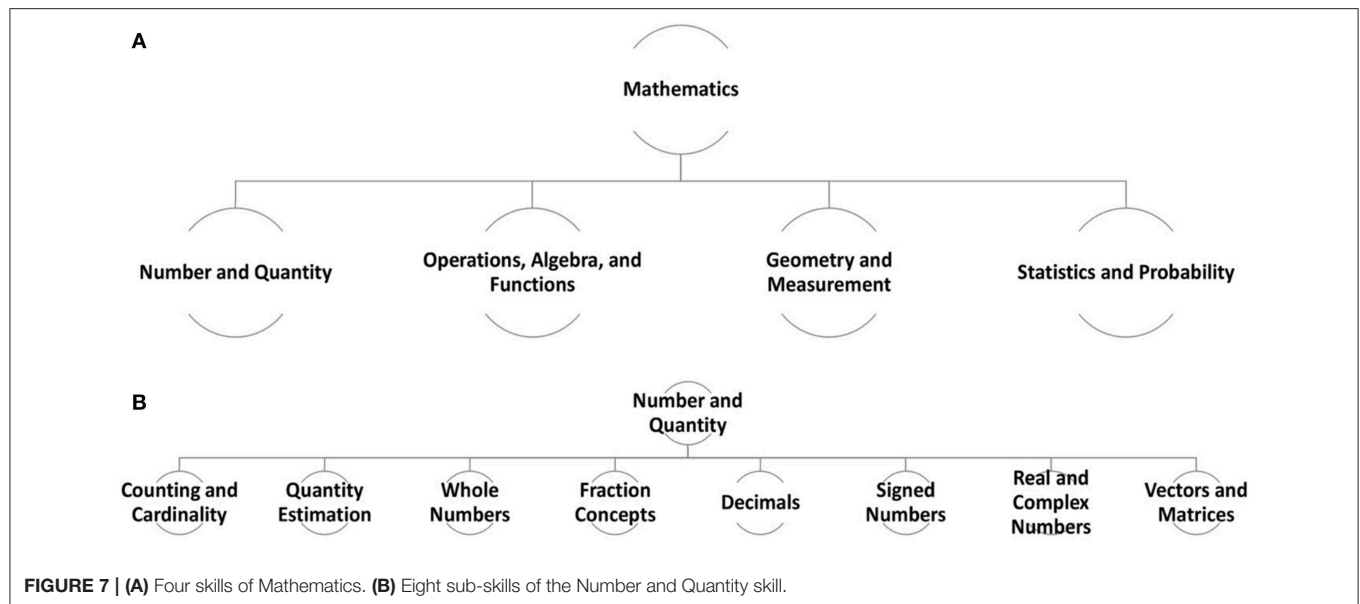 A
Mathematics
Number and Quantity
Operations, Algebra, and
Functions
Geometry and
Measurement
Statistics and Probability
B
Number and
Quantity
Counting and
Cardinality
Quantity
Estimation
Whole
Numbers
Fraction
Concepts
Decimals
Signed
Numbers
Real and
Complex
Numbers
Vectors and
Matrices
FIGURE 7 | (A) Four skills of Mathematics. (B) Eight sub-skills of the Number and Quantity skill.